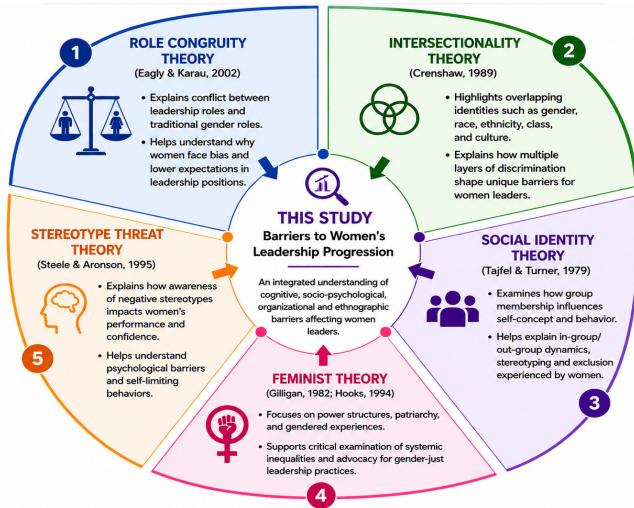 1
ROLE CONGRUITY
THEORY
(Eagly & Karau, 2002)
• Explains conflict between
leadership roles and
traditional gender roles.
• Helps understand why
women face bias and
lower expectations in
leadership positions.
2
INTERSECTIONALITY
THEORY
(Crenshaw, 1989)
• Highlights overlapping
identities such as gender,
race, ethnicity, class,
and culture.
• Explains how multiple
layers of discrimination
shape unique barriers for
women leaders.
THIS STUDY
Barriers to Women's
Leadership Progression
An integrated understanding of
cognitive, socio-psychological,
organizational and ethnographic
barriers affecting women
leaders.
SOCIAL IDENTITY
THEORY
(Tajfel & Turner, 1979)
• Examines how group
membership influences
self-concept and behavior.
• Helps explain in-group/
out-group dynamics,
stereotyping and exclusion
experienced by women.
3
FEMINIST THEORY
(Gilligan, 1982; Hooks, 1994)
• Focuses on power structures, patriarchy,
and gendered experiences.
• Supports critical examination of systemic
inequalities and advocacy for gender-just
leadership practices.
4
STEREOTYPE THREAT
THEORY
(Steele & Aronson, 1995)
• Explains how awareness
of negative stereotypes
impacts women's
performance and
confidence.
• Helps understand
psychological barriers
and self-limiting
behaviors.
5